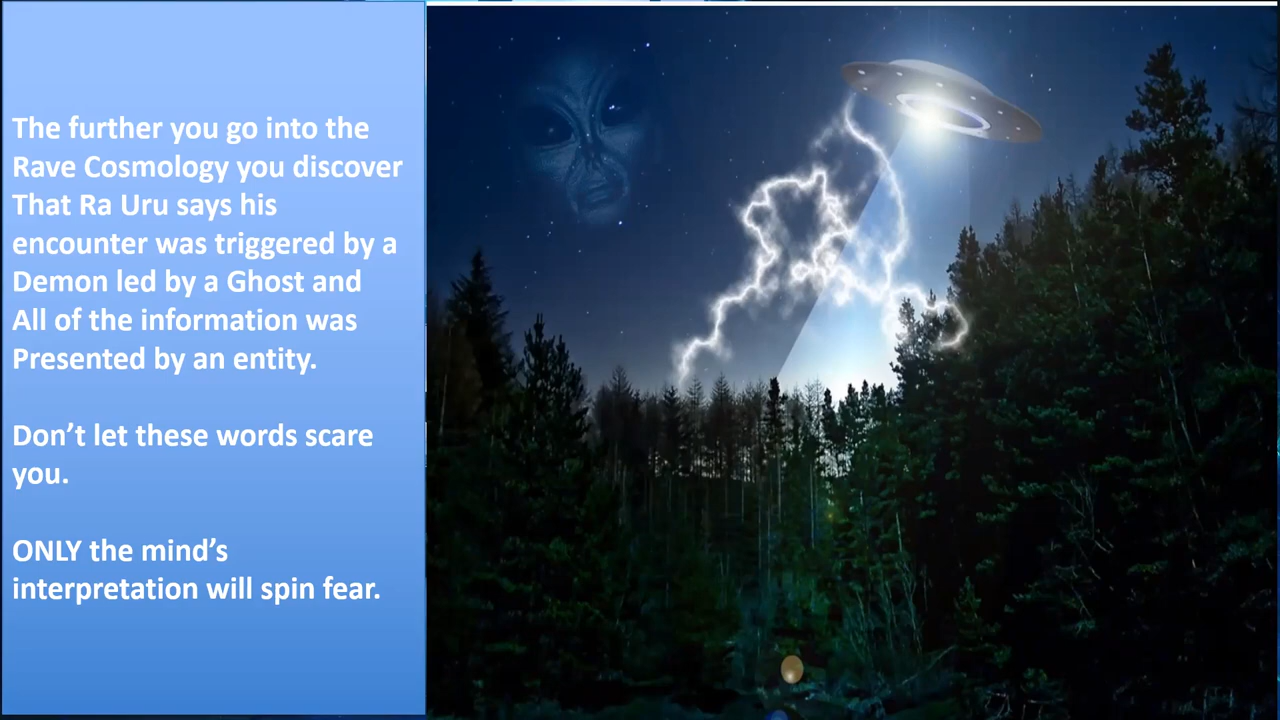 The further you go into the
Rave Cosmology you discover
That Ra Uru says his
encounter was triggered by a
Demon led by a Ghost and
All of the information was
Presented by an entity.
Don’t let these words scare
you.
ONLY the mind’s
interpretation will spin fear.